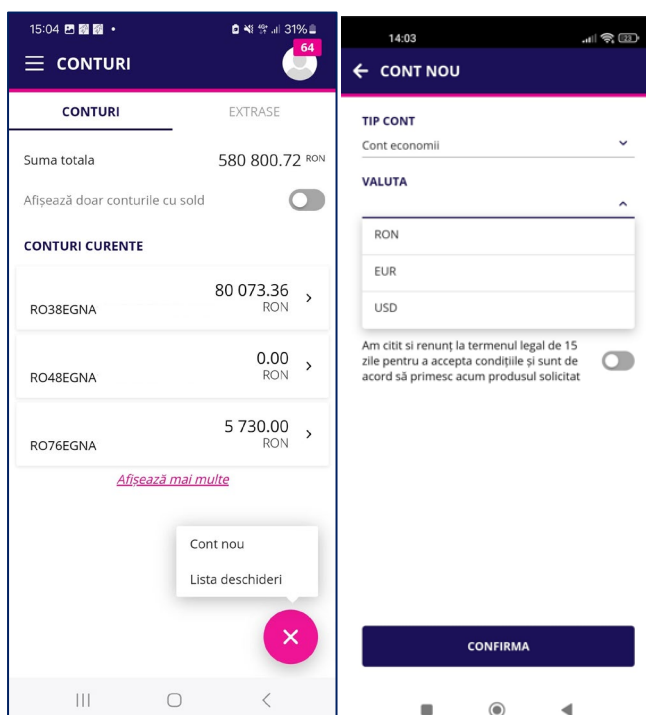 15:04
31%
64
CONTURI
CONTURI
EXTRASE
Suma totala
580 800.72 RON
Afișează doar conturile cu sold
CONTURI CURENTE
80 073.36
RON
RO38EGNA
0.00
RON
RO48EGNA
5 730.00
RON
RO76EGNA
Afișează mai multe
Cont nou
Lista deschideri
14:03
23
CONT NOU
TIP CONT
Cont economii
VALUTA
RON
EUR
USD
Am citit si renunț la termenul legal de 15
zile pentru a accepta condițiile și sunt de
acord să primesc acum produsul solicitat
CONFIRMA